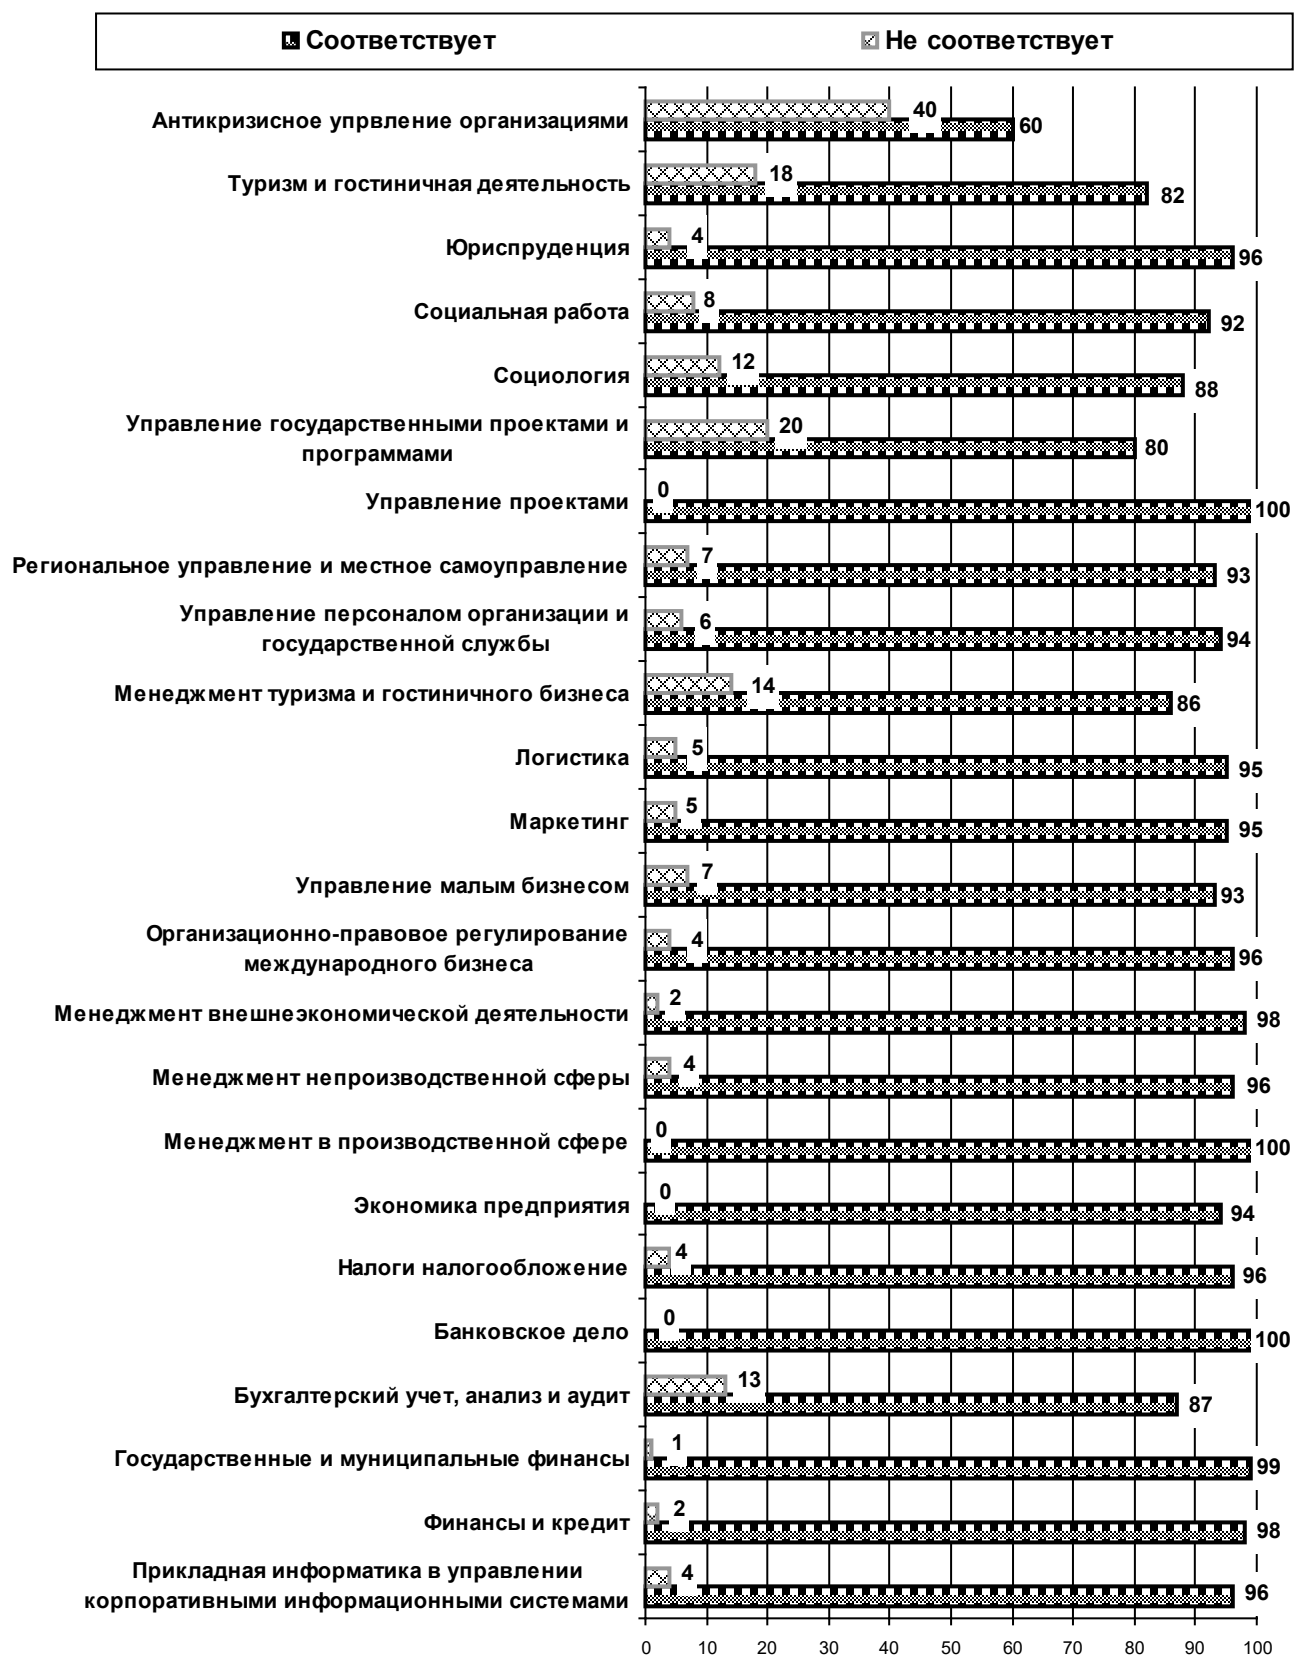 Соответствует
Не соответствует
Антикризисное упрвление организациями
40
60
Туризм и гостиничная деятельность
18
82
Юриспруденция
4
96
Социальная работа
8
92
Социология
12
88
Управление государственными проектами и
программами
20
80
Управление проектами
0
100
Региональное управление и местное самоуправление
7
93
Управление персоналом организации и
государственной службы
6
94
Менеджмент туризма и гостиничного бизнеса
14
86
Логистика
5
95
Маркетинг
5
95
Управление малым бизнесом
7
93
Организационно-правовое регулирование
международного бизнеса
4
96
Менеджмент внешнеэкономической деятельности
2
98
Менеджмент непроизводственной сферы
4
96
Менеджмент в производственной сфере
0
100
Экономика предприятия
0
94
Налоги налогообложение
4
96
Банковское дело
0
100
Бухгалтерский учет, анализ и аудит
13
87
Государственные и муниципальные финансы
1
99
Финансы и кредит
2
98
Прикладная информатика в управлении
корпоративными информационными системами
4
96
0 10 20 30 40 50 60 70 80 90 100